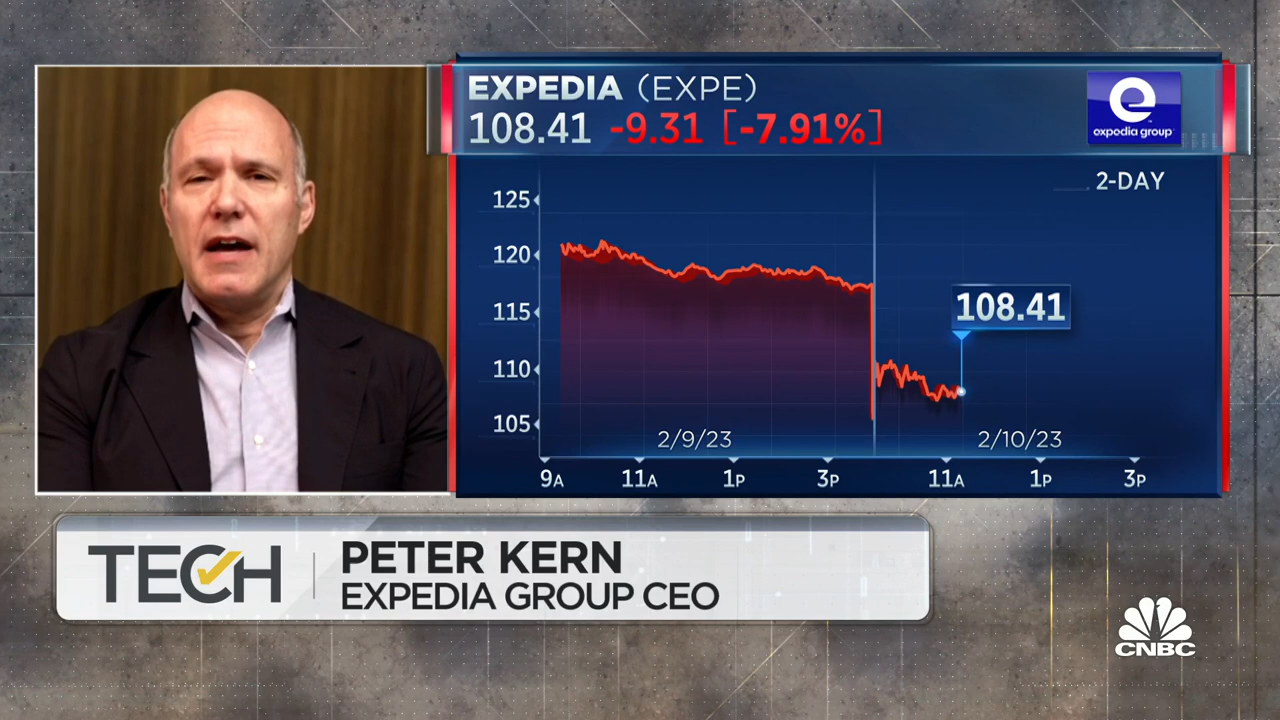 EXPEDIA (EXPE)
108.41 -9.31 [-7.91%]
e
expedia group
2-DAY
125
120
115
110
105
108.41
2/9/23
2/10/23
9A 11A 1P 3P 11A 1P 3P
TECH
PETER KERN
EXPEDIA GROUP CEO
CNBC